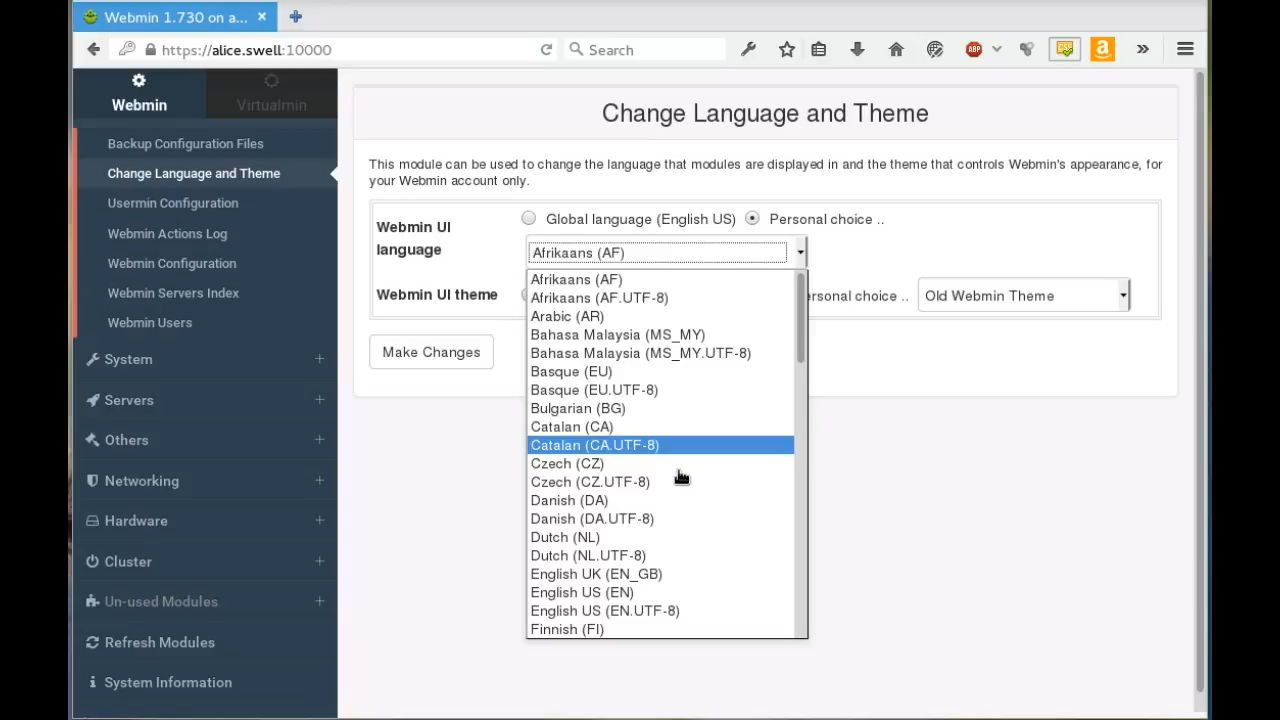 Webmin 1.730 on a...
https://alice.swell:10000
Search
ABP
Webmin
Virtualmin
Backup Configuration Files
Change Language and Theme
Usermin Configuration
Webmin Actions Log
Webmin Configuration
Webmin Servers Index
Webmin Users
System
Servers
Others
Networking
Hardware
Cluster
Un-used Modules
Refresh Modules
System Information
Change Language and Theme
This module can be used to change the language that modules are displayed in and the theme that controls Webmin's appearance, for
your Webmin account only.
Webmin UI
language
Global language (English US)
Personal choice ..
Afrikaans (AF)
Webmin UI theme
ersonal choice ..
Old Webmin Theme
Make Changes
Afrikaans (AF)
Afrikaans (AF.UTF-8)
Arabic (AR)
Bahasa Malaysia (MS_MY)
Bahasa Malaysia (MS_MY.UTF-8)
Basque (EU)
Basque (EU.UTF-8)
Bulgarian (BG)
Catalan (CA)
Catalan (CA.UTF-8)
Czech (CZ)
Czech (CZ.UTF-8)
Danish (DA)
Danish (DA.UTF-8)
Dutch (NL)
Dutch (NL.UTF-8)
English UK (EN_GB)
English US (EN)
English US (EN.UTF-8)
Finnish (FI)